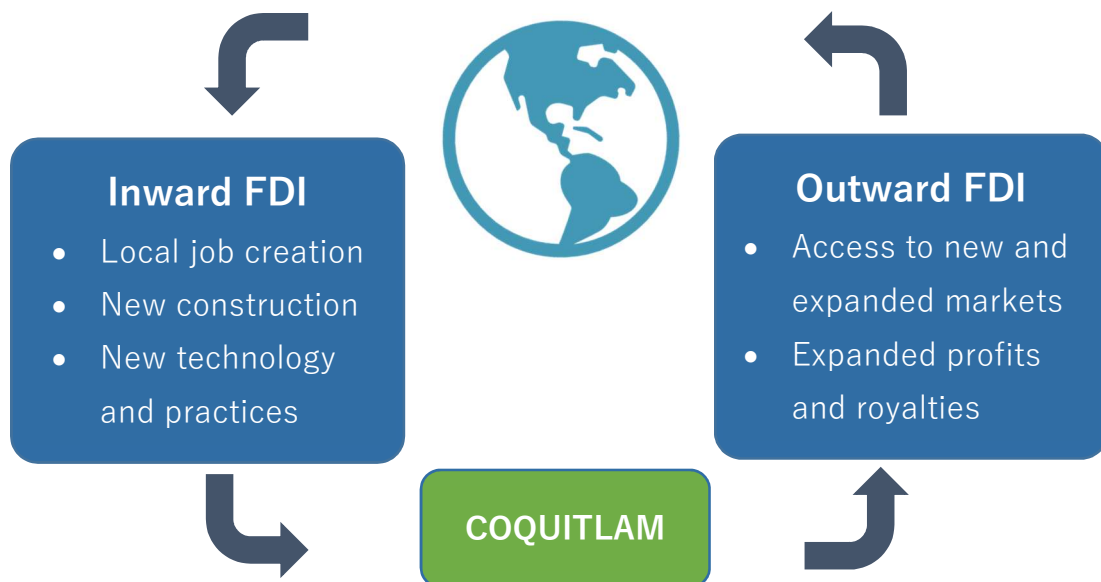 Inward FDI
• Local job creation
• New construction
• New technology
and practices
Outward FDI
• Access to new and
expanded markets
• Expanded profits
and royalties
COQUITLAM